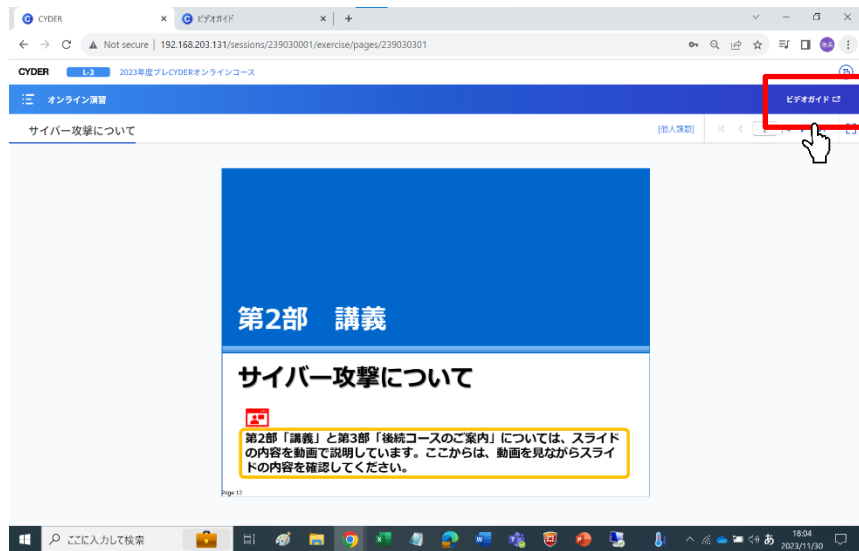 CYDER
ビデオガイド
Not secure
192.168.203.131/sessions/239030001/exercise/pages/239030301
CYDER L-3 2023年度プレCYDERオンラインコース
オンライン演習
ビデオガイド
サイバー攻撃について
[個人課題]
第2部 講義
サイバー攻撃について
第2部「講義」と第3部「後続コースのご案内」については、スライド
の内容を動画で説明しています。ここからは、動画を見ながらスライ
ドの内容を確認してください。
Page 12
ここに入力して検索
あ
18:04
2023/11/30